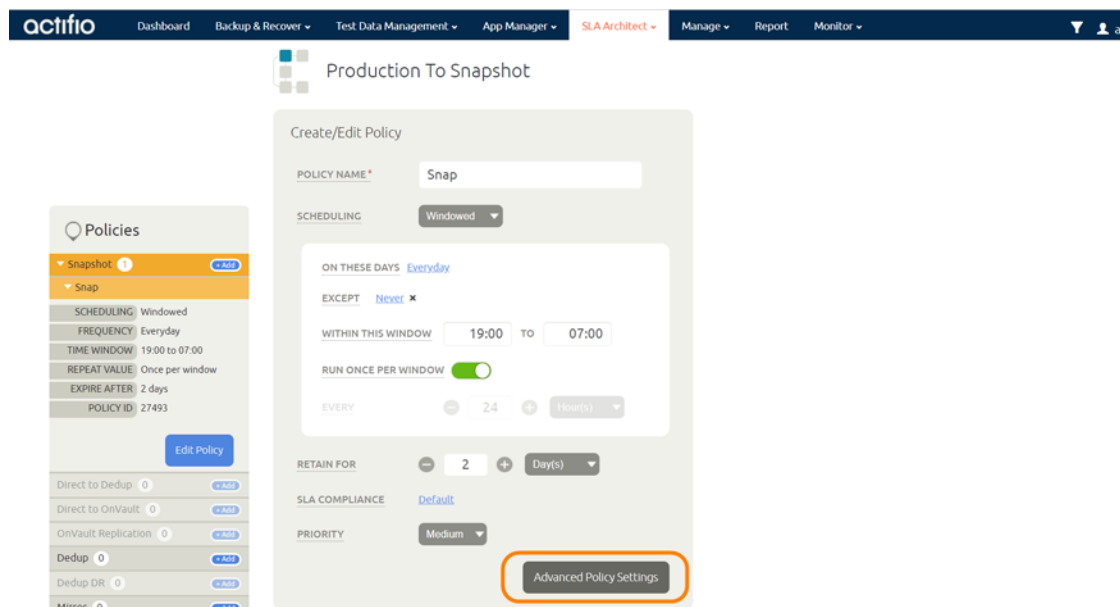 actifio Dashboard Backup & Recover Test Data Management App Manager SLA Architect Manage Report Monitor a
Production To Snapshot
Create/Edit Policy
POLICY NAME* Snap
SCHEDULING Windowed
ON THESE DAYS Everyday
EXCEPT Never ×
WITHIN THIS WINDOW 19:00 TO 07:00
RUN ONCE PER WINDOW
EVERY 24 Hour(s)
RETAIN FOR 2 Day(s)
SLA COMPLIANCE Default
PRIORITY Medium
Advanced Policy Settings
Policies
Snapshot 1 +Add
Snap
SCHEDULING Windowed
FREQUENCY Everyday
TIME WINDOW 19:00 to 07:00
REPEAT VALUE Once per window
EXPIRE AFTER 2 days
POLICY ID 27493
Edit Policy
Direct to Dedup 0 +Add
Direct to OnVault 0 +Add
OnVault Replication 0 +Add
Dedup 0 +Add
Dedup DR 0 +Add
Mirror 0 +Add